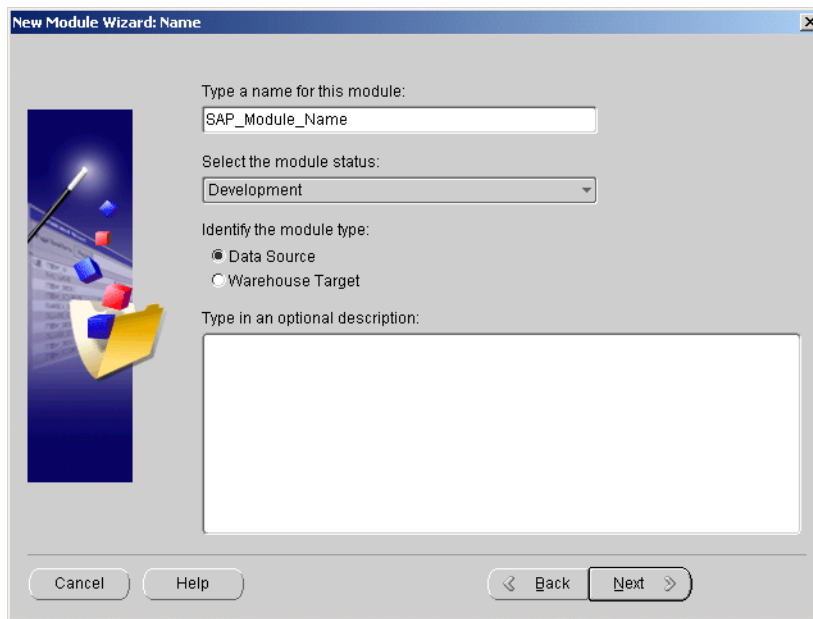 New Module Wizard: Name
Type a name for this module:
SAP_Module_Name
Select the module status:
Development
Identify the module type:
Data Source
Warehouse Target
Type in an optional description:
Cancel
Help
Back
Next